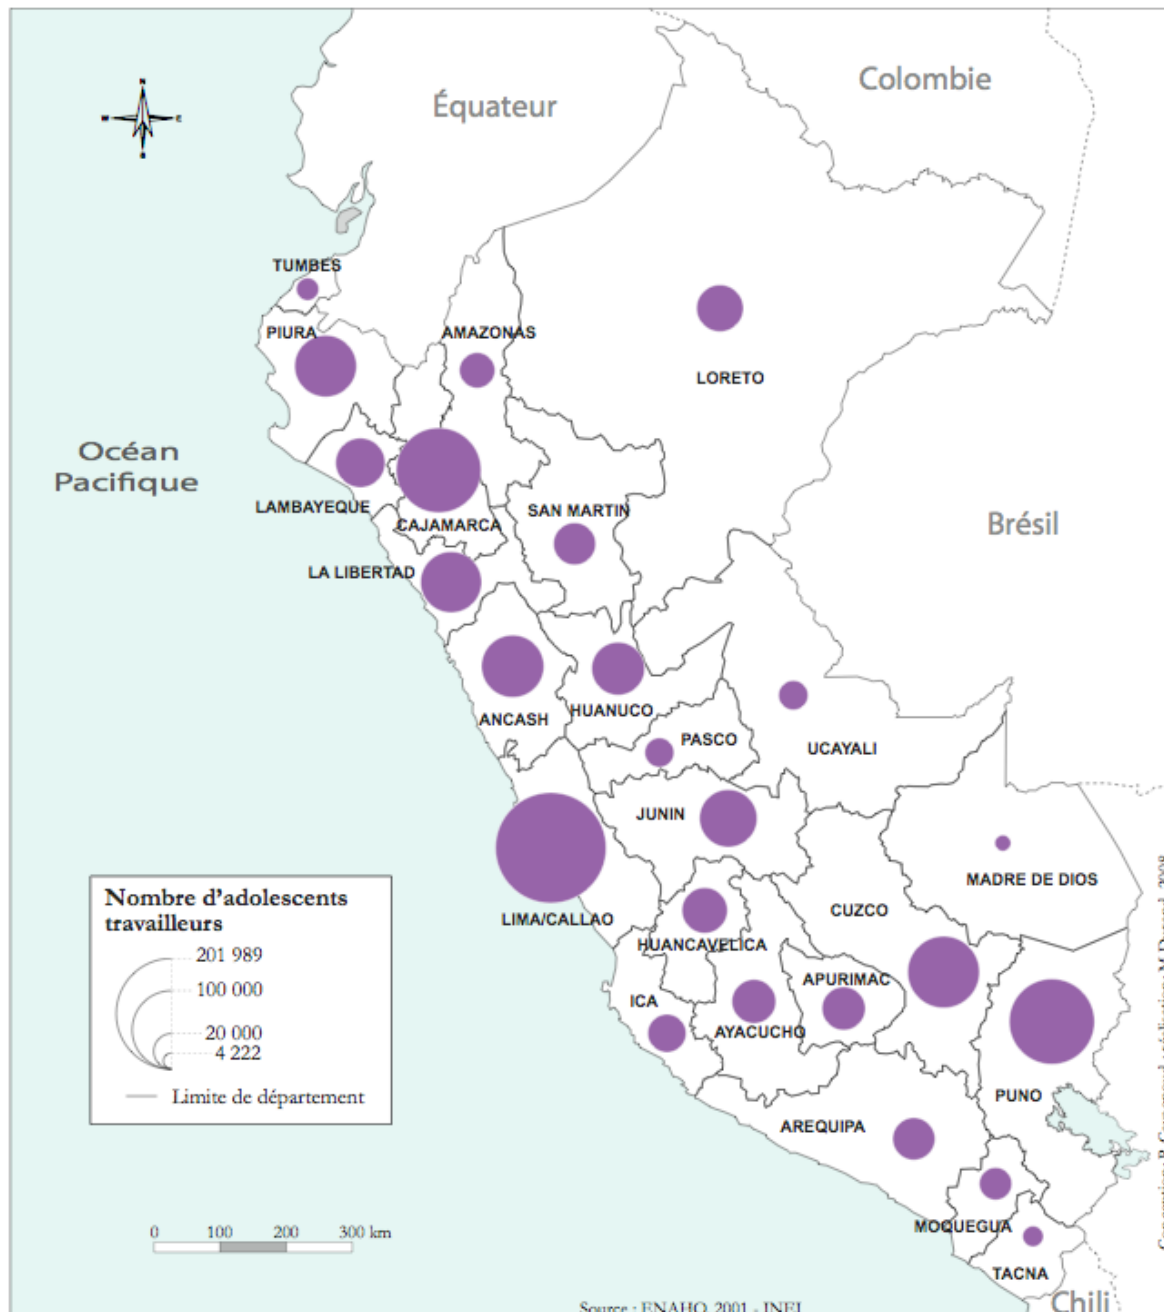 Colombie
Équateur
N
W
E
S
TUMBES
PIURA
AMAZONAS
LORETO
Océan
Pacifique
LAMBAYEQUE
CAJAMARCA
SAN MARTIN
Brésil
LA LIBERTAD
ANCASH
HUANUCO
PASCO
UCAYALI
JUNIN
MADRE DE DIOS
LIMA/CALLAO
CUZCO
HUANCAVELICA
APURIMAC
ICA
AYACUCHO
PUNO
AREQUIPA
MOQUEGUA
TACNA
Chili
Nombre d'adolescents
travailleurs
201 989
100 000
20 000
4 222
Limite de département
0 100 200 300 km
Source : ENAHO, 2001 - INEI